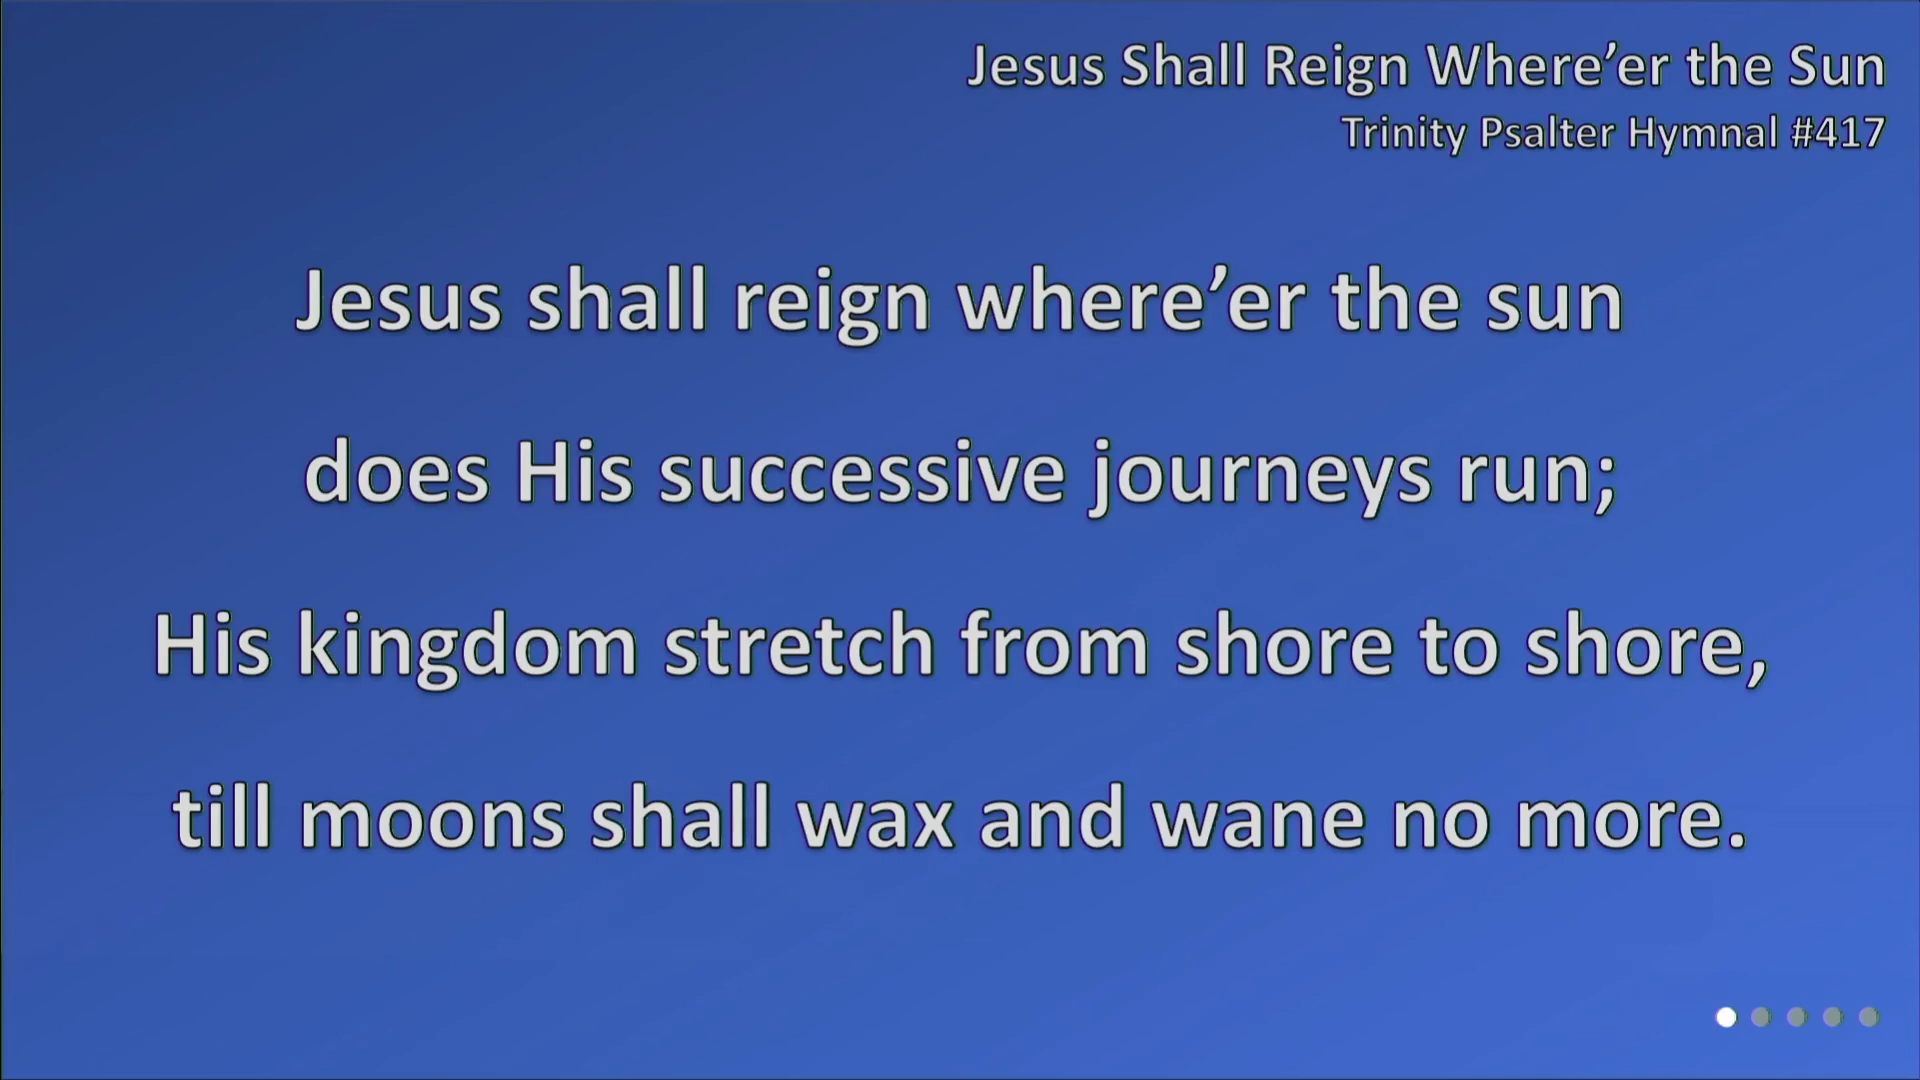 Jesus Shall Reign Where’er the Sun
Trinity Psalter Hymnal #417
Jesus shall reign where’er the sun
does His successive journeys run;
His kingdom stretch from shore to shore,
till moons shall wax and wane no more.